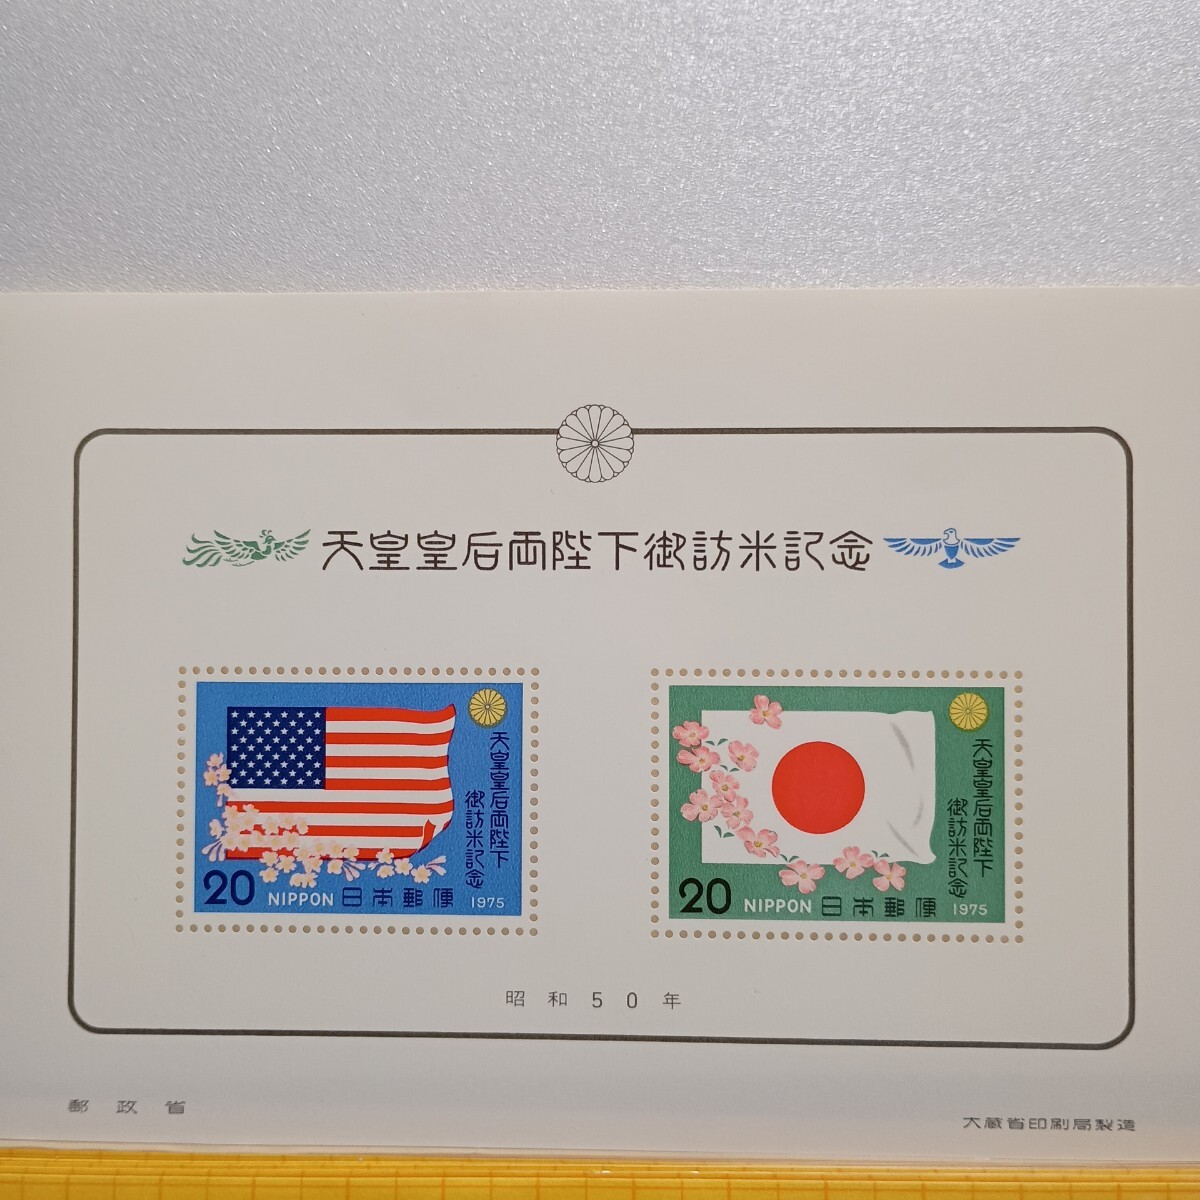 天皇皇后両陛下御訪米記念
天皇皇后両陛下
御訪米記念
20 NIPPON 日本郵便 1975
天皇皇后両陛下
御訪米記念
20 NIPPON 日本郵便 1975
昭和50年
郵政省
大蔵省印刷局製造